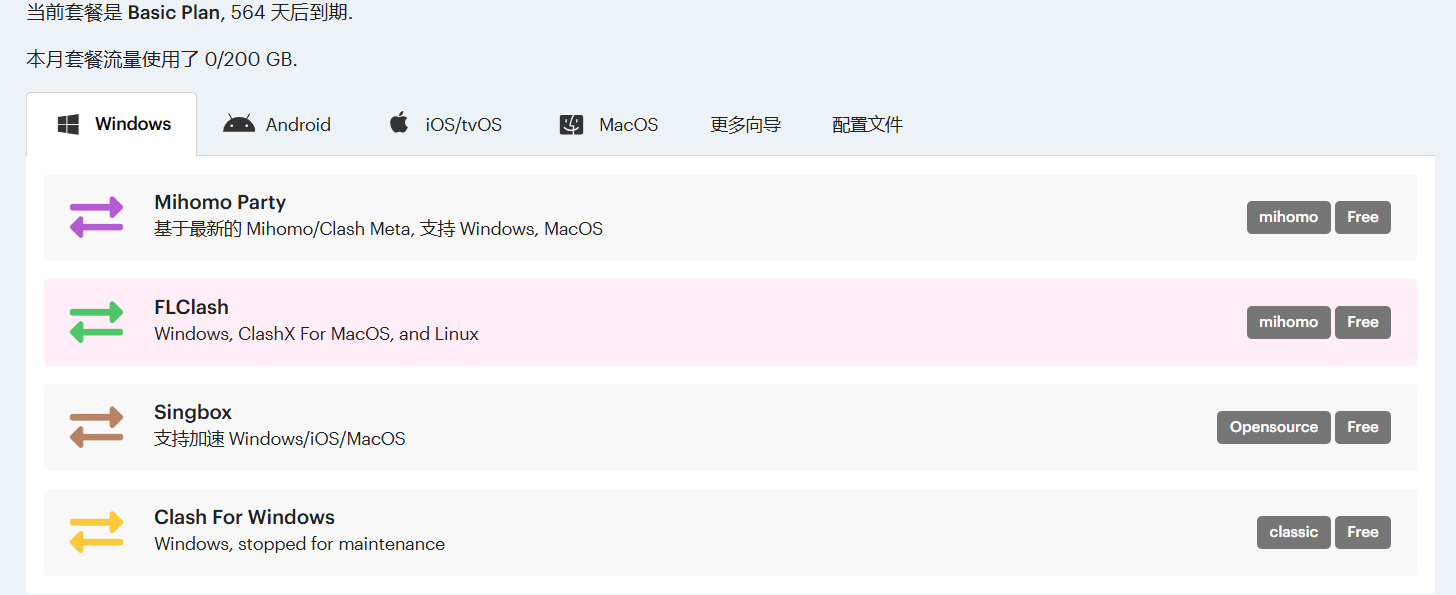 当前套餐是 Basic Plan, 564 天后到期.
本月套餐流量使用了 0/200 GB.
Windows Android iOS/tvOS MacOS 更多向导 配置文件
Mihomo Party
基于最新的 Mihomo/Clash Meta, 支持 Windows, MacOS
mihomo Free
FLClash
Windows, ClashX For MacOS, and Linux
mihomo Free
Singbox
支持加速 Windows/iOS/MacOS
Opensource Free
Clash For Windows
Windows, stopped for maintenance
classic Free